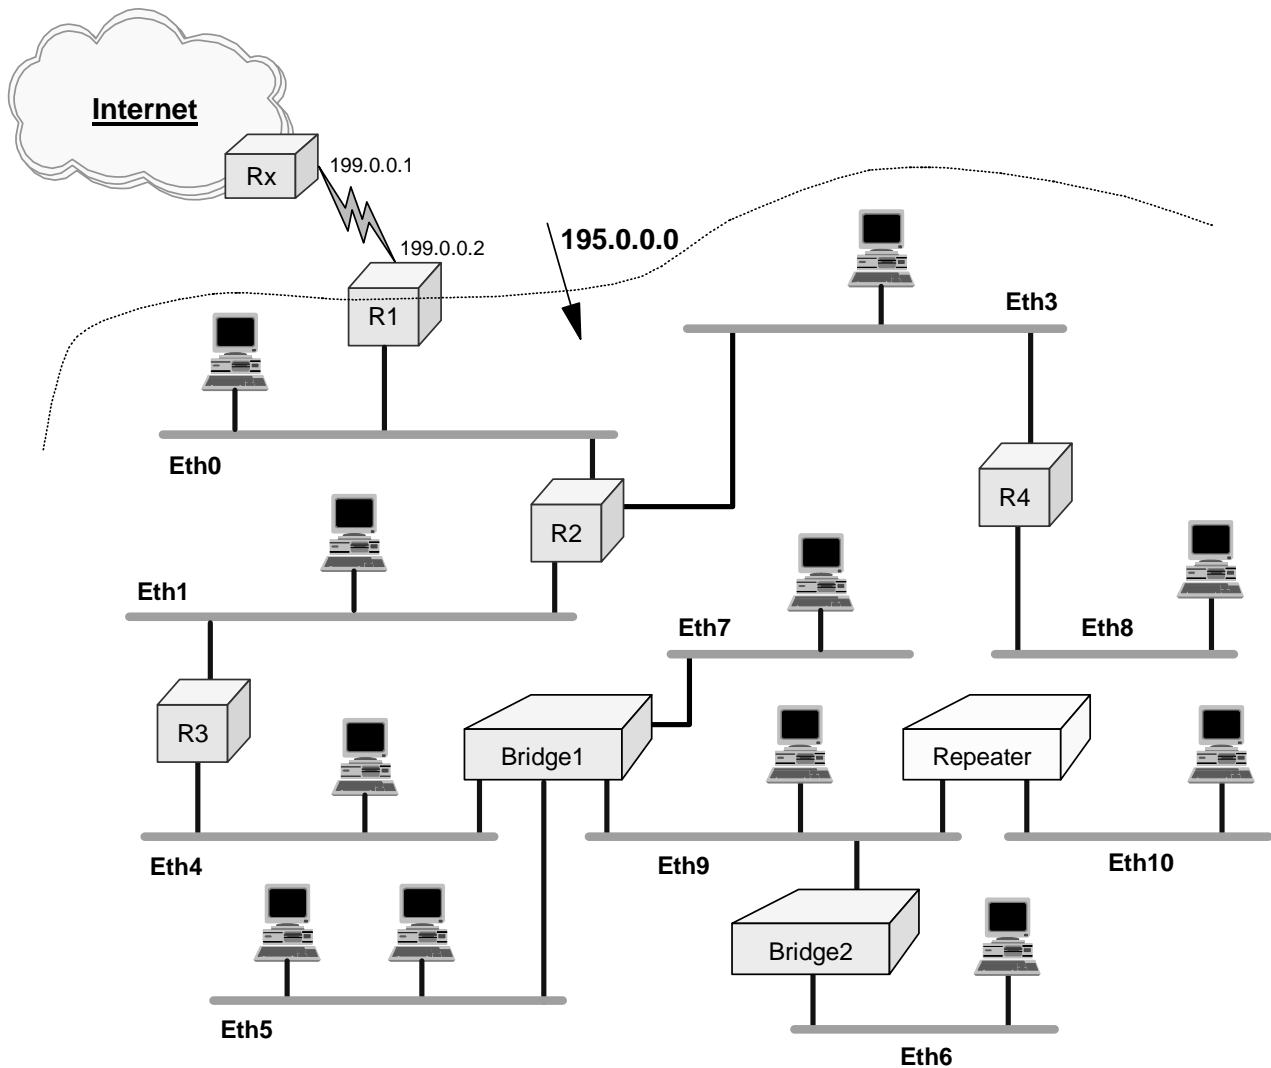 Internet
Rx
199.0.0.1
199.0.0.2
195.0.0.0
R1
Eth3
Eth0
R4
R2
Eth1
Eth7
Eth8
R3
Bridge1
Repeater
Eth4
Eth9
Eth10
Bridge2
Eth5
Eth6